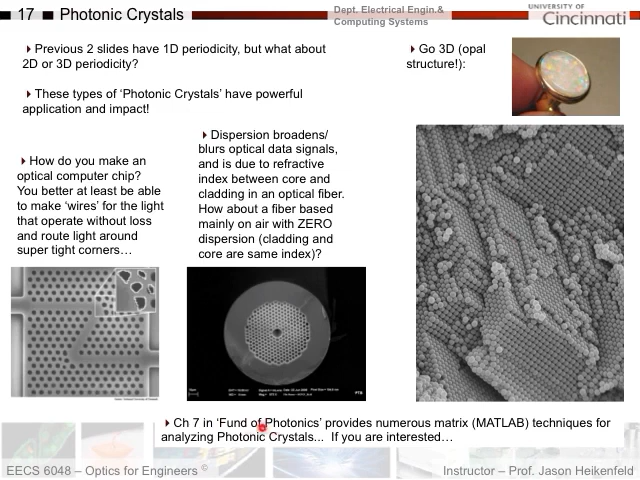 17 Photonic Crystals
Dept. Electrical Engin.&
Computing Systems
UNIVERSITY OF
Cincinnati
Previous 2 slides have 1D periodicity, but what about
2D or 3D periodicity?
These types of ‘Photonic Crystals’ have powerful
application and impact!
Go 3D (opal
structure!):
How do you make an
optical computer chip?
You better at least be able
to make ‘wires’ for the light
that operate without loss
and route light around
super tight corners…
Dispersion broadens/
blurs optical data signals,
and is due to refractive
index between core and
cladding in an optical fiber.
How about a fiber based
mainly on air with ZERO
dispersion (cladding and
core are same index)?
Ch 7 in ‘Fund of Photonics’ provides numerous matrix (MATLAB) techniques for
analyzing Photonic Crystals... If you are interested…
EECS 6048 – Optics for Engineers ©
Instructor – Prof. Jason Heikenfeld